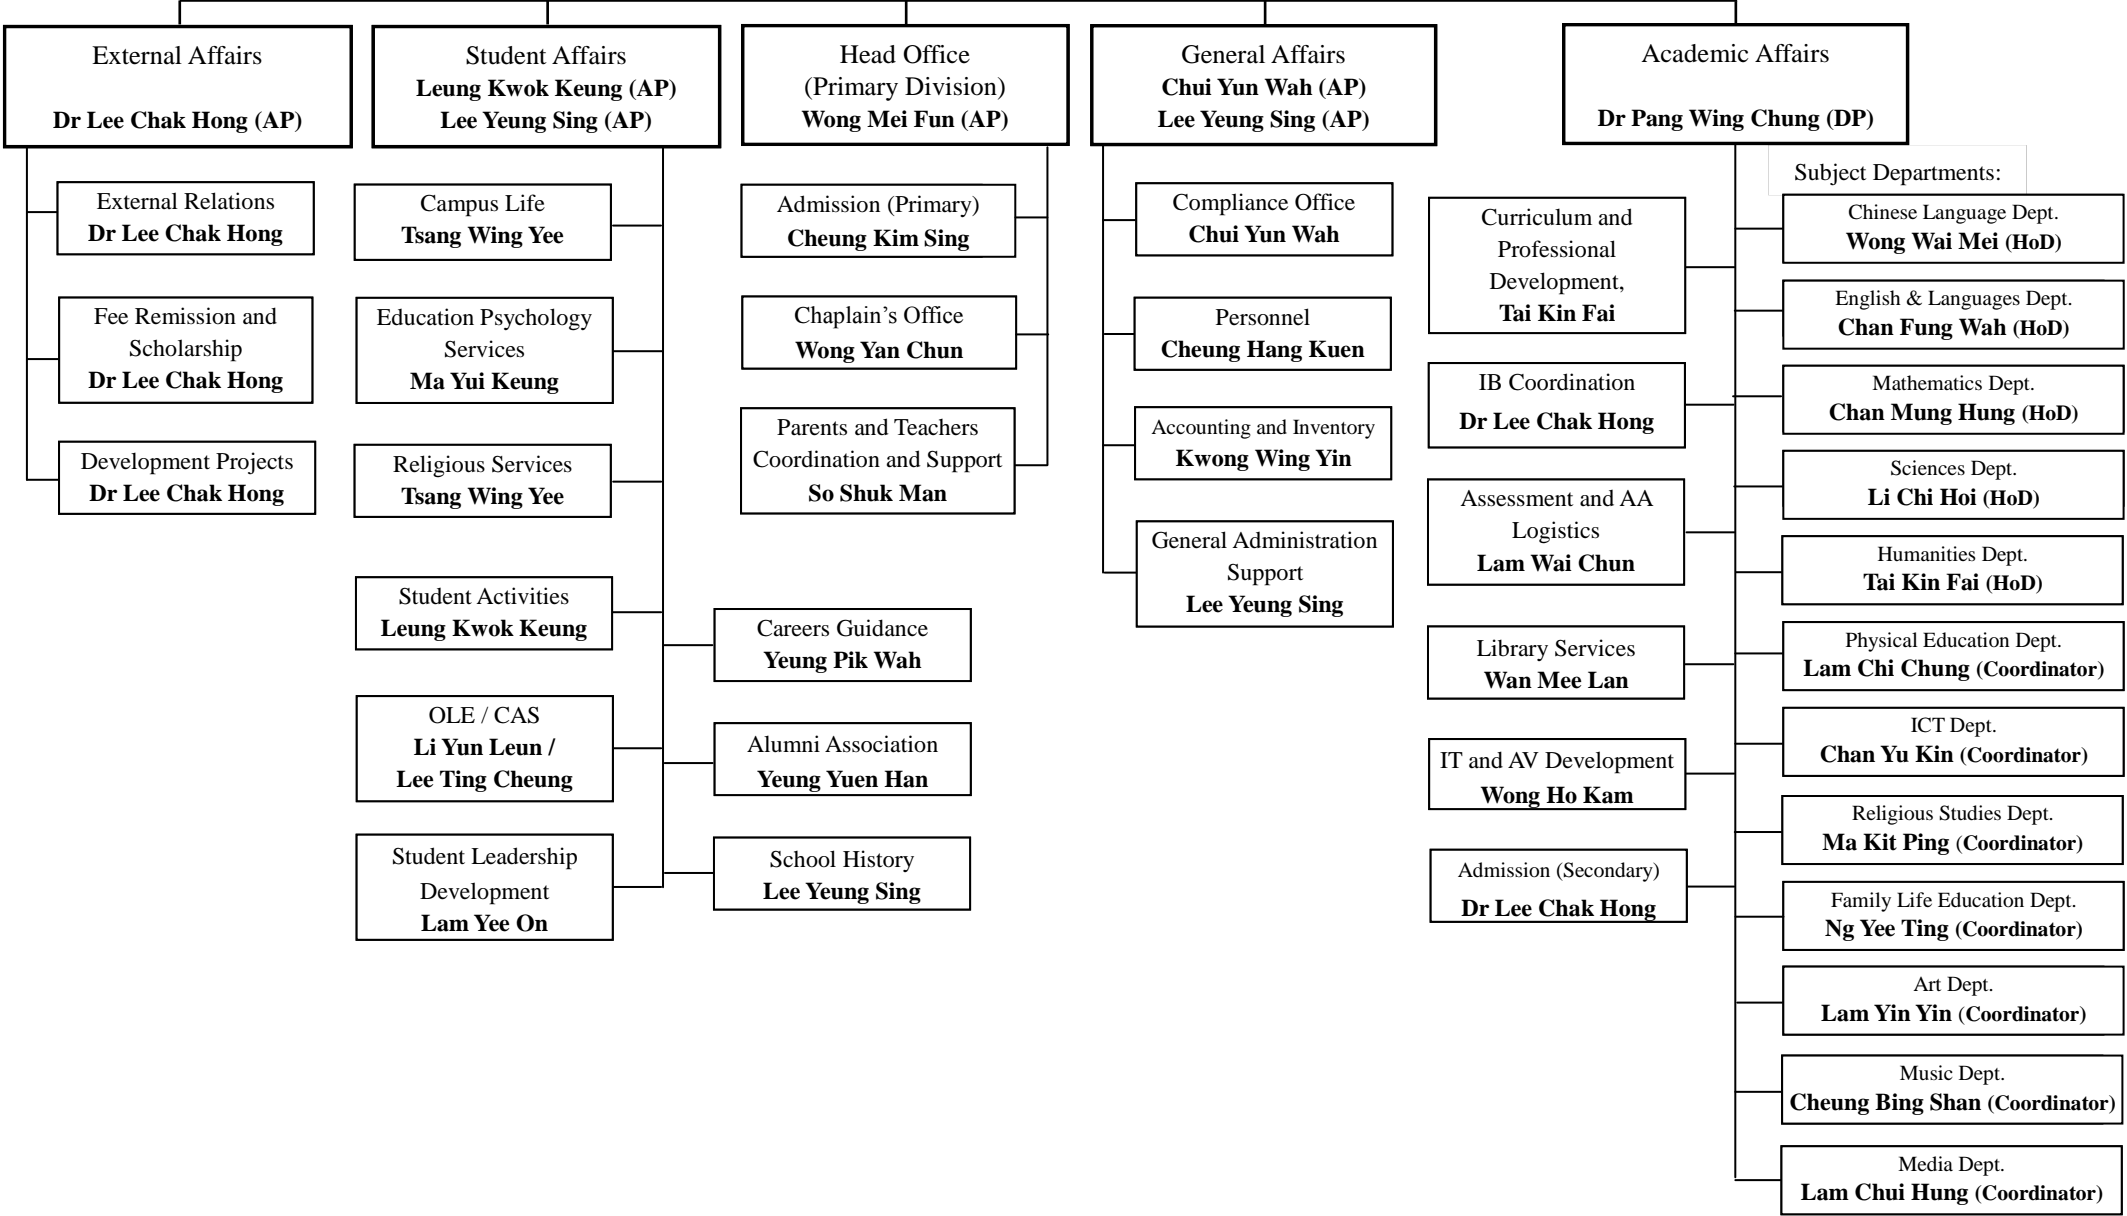 External Affairs
Dr Lee Chak Hong (AP)
External Relations
Dr Lee Chak Hong
Fee Remission and
Scholarship
Dr Lee Chak Hong
Development Projects
Dr Lee Chak Hong
Student Affairs
Leung Kwok Keung (AP)
Lee Yeung Sing (AP)
Campus Life
Tsang Wing Yee
Education Psychology
Services
Ma Yui Keung
Religious Services
Tsang Wing Yee
Student Activities
Leung Kwok Keung
OLE / CAS
Li Yun Leun /
Lee Ting Cheung
Student Leadership
Development
Lam Yee On
Careers Guidance
Yeung Pik Wah
Alumni Association
Yeung Yuen Han
School History
Lee Yeung Sing
Head Office
(Primary Division)
Wong Mei Fun (AP)
Admission (Primary)
Cheung Kim Sing
Chaplain’s Office
Wong Yan Chun
Parents and Teachers
Coordination and Support
So Shuk Man
General Affairs
Chui Yun Wah (AP)
Lee Yeung Sing (AP)
Compliance Office
Chui Yun Wah
Personnel
Cheung Hang Kuen
Accounting and Inventory
Kwong Wing Yin
General Administration
Support
Lee Yeung Sing
Academic Affairs
Dr Pang Wing Chung (DP)
Curriculum and
Professional
Development,
Tai Kin Fai
IB Coordination
Dr Lee Chak Hong
Assessment and AA
Logistics
Lam Wai Chun
Library Services
Wan Mee Lan
IT and AV Development
Wong Ho Kam
Admission (Secondary)
Dr Lee Chak Hong
Subject Departments:
Chinese Language Dept.
Wong Wai Mei (HoD)
English & Languages Dept.
Chan Fung Wah (HoD)
Mathematics Dept.
Chan Mung Hung (HoD)
Sciences Dept.
Li Chi Hoi (HoD)
Humanities Dept.
Tai Kin Fai (HoD)
Physical Education Dept.
Lam Chi Chung (Coordinator)
ICT Dept.
Chan Yu Kin (Coordinator)
Religious Studies Dept.
Ma Kit Ping (Coordinator)
Family Life Education Dept.
Ng Yee Ting (Coordinator)
Art Dept.
Lam Yin Yin (Coordinator)
Music Dept.
Cheung Bing Shan (Coordinator)
Media Dept.
Lam Chui Hung (Coordinator)